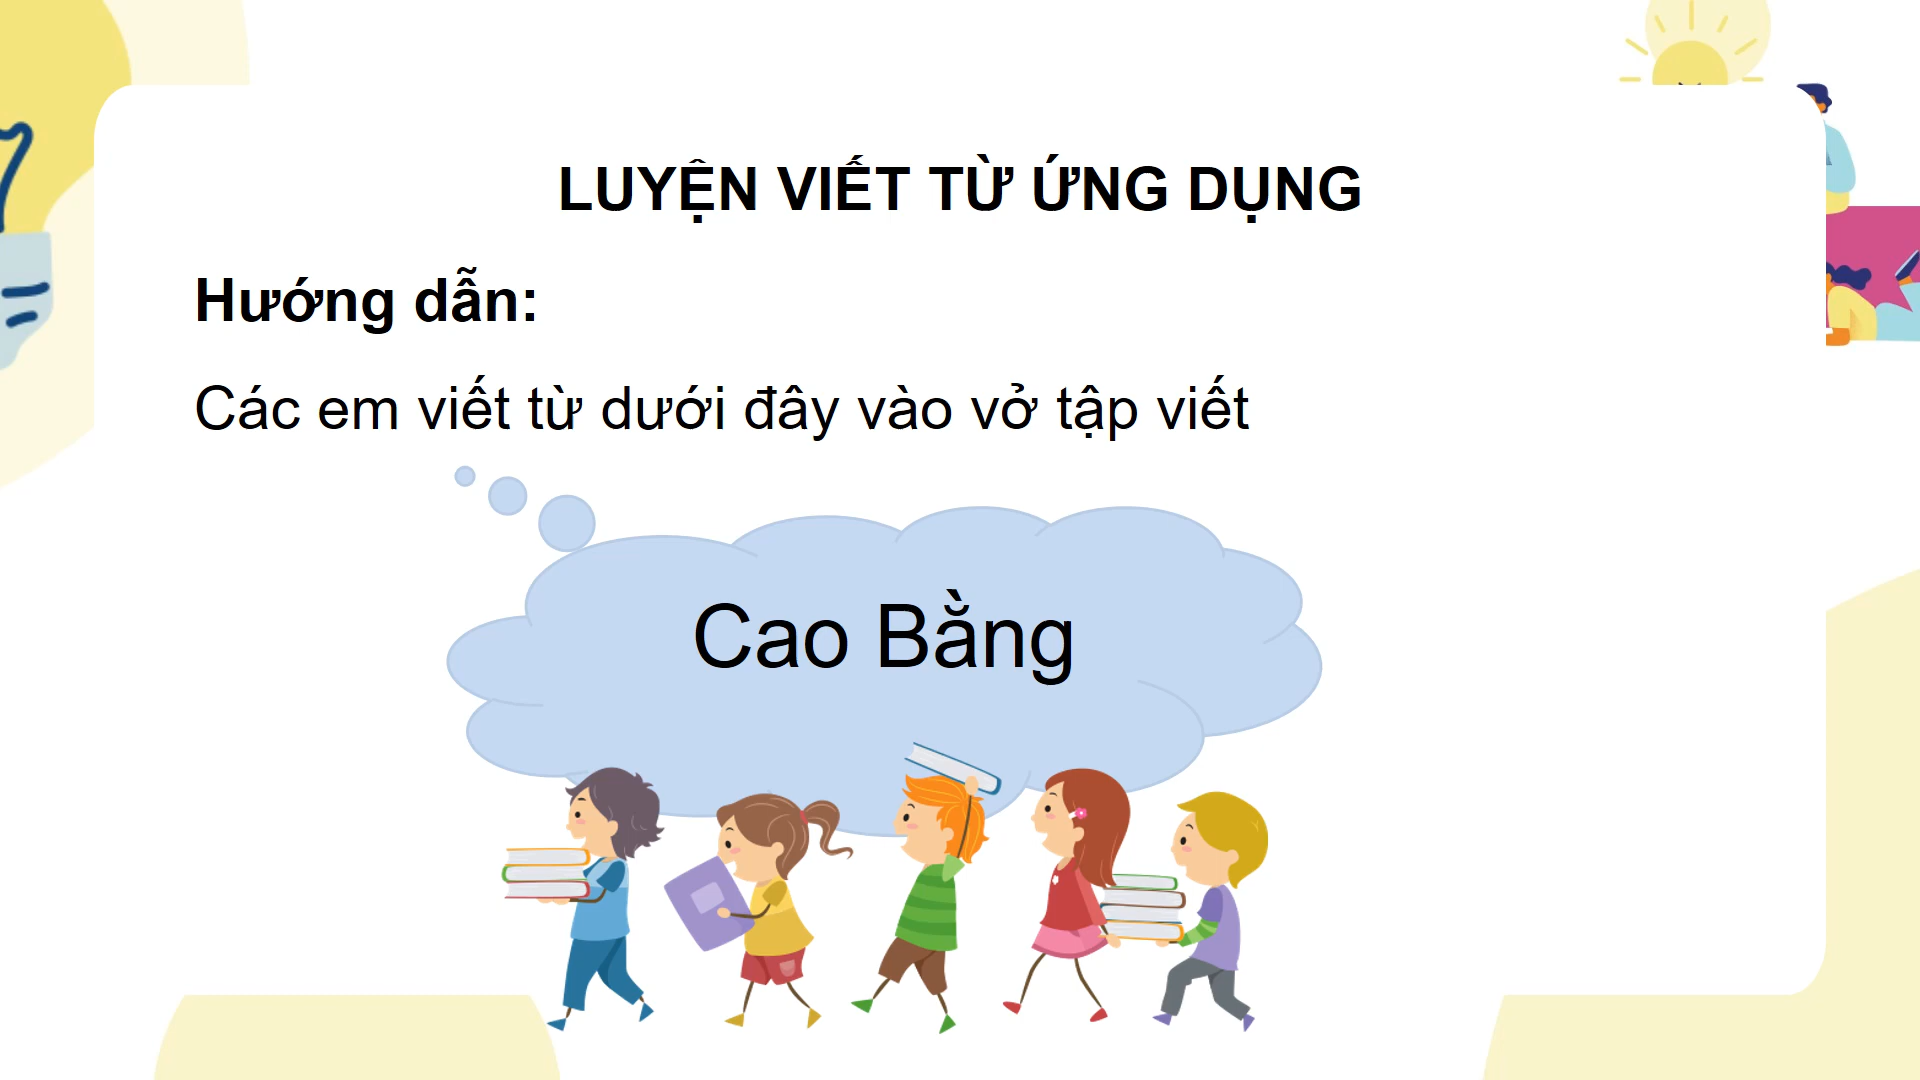 LUYỆN VIẾT TỪ ỨNG DỤNG
Hướng dẫn:
Các em viết từ dưới đây vào vở tập viết
Cao Bằng